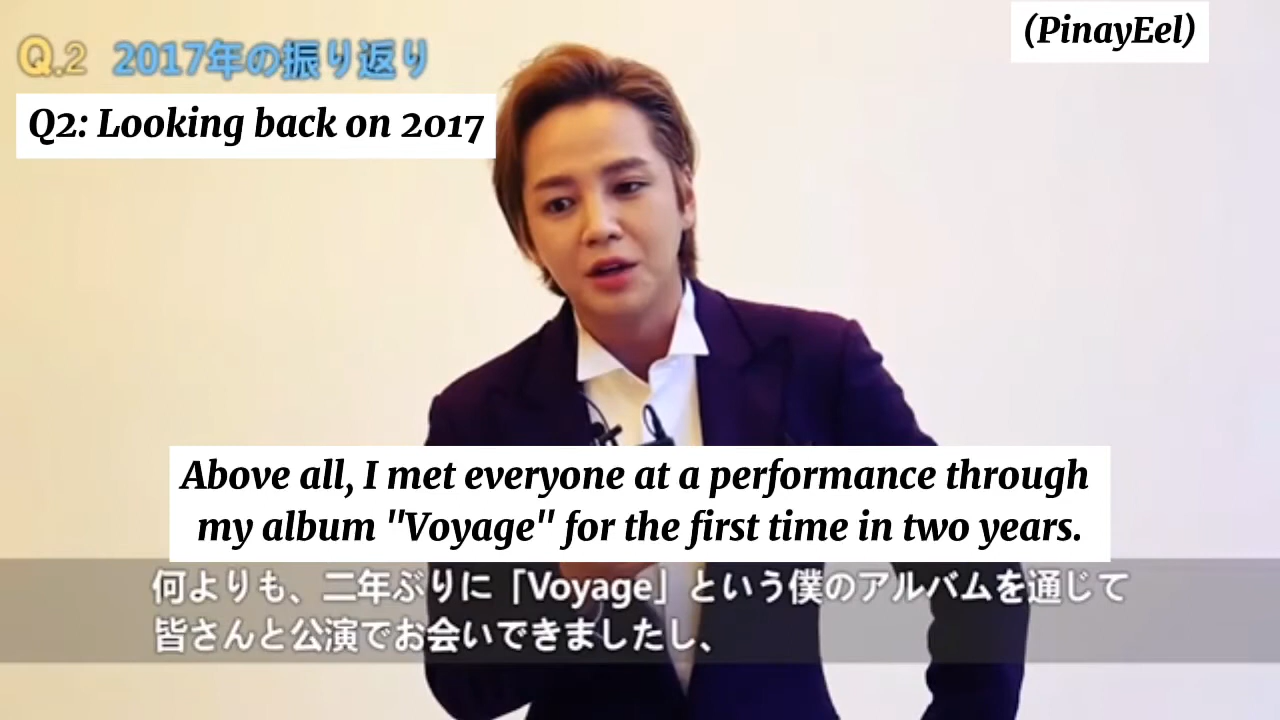 (PinayEel)
Q.2 2017年の振り返り
Q2: Looking back on 2017
Above all, I met everyone at a performance through
my album "Voyage" for the first time in two years.
何よりも、二年ぶりに「Voyage」という僕のアルバムを通じて
皆さんと公演でお会いできましたし、